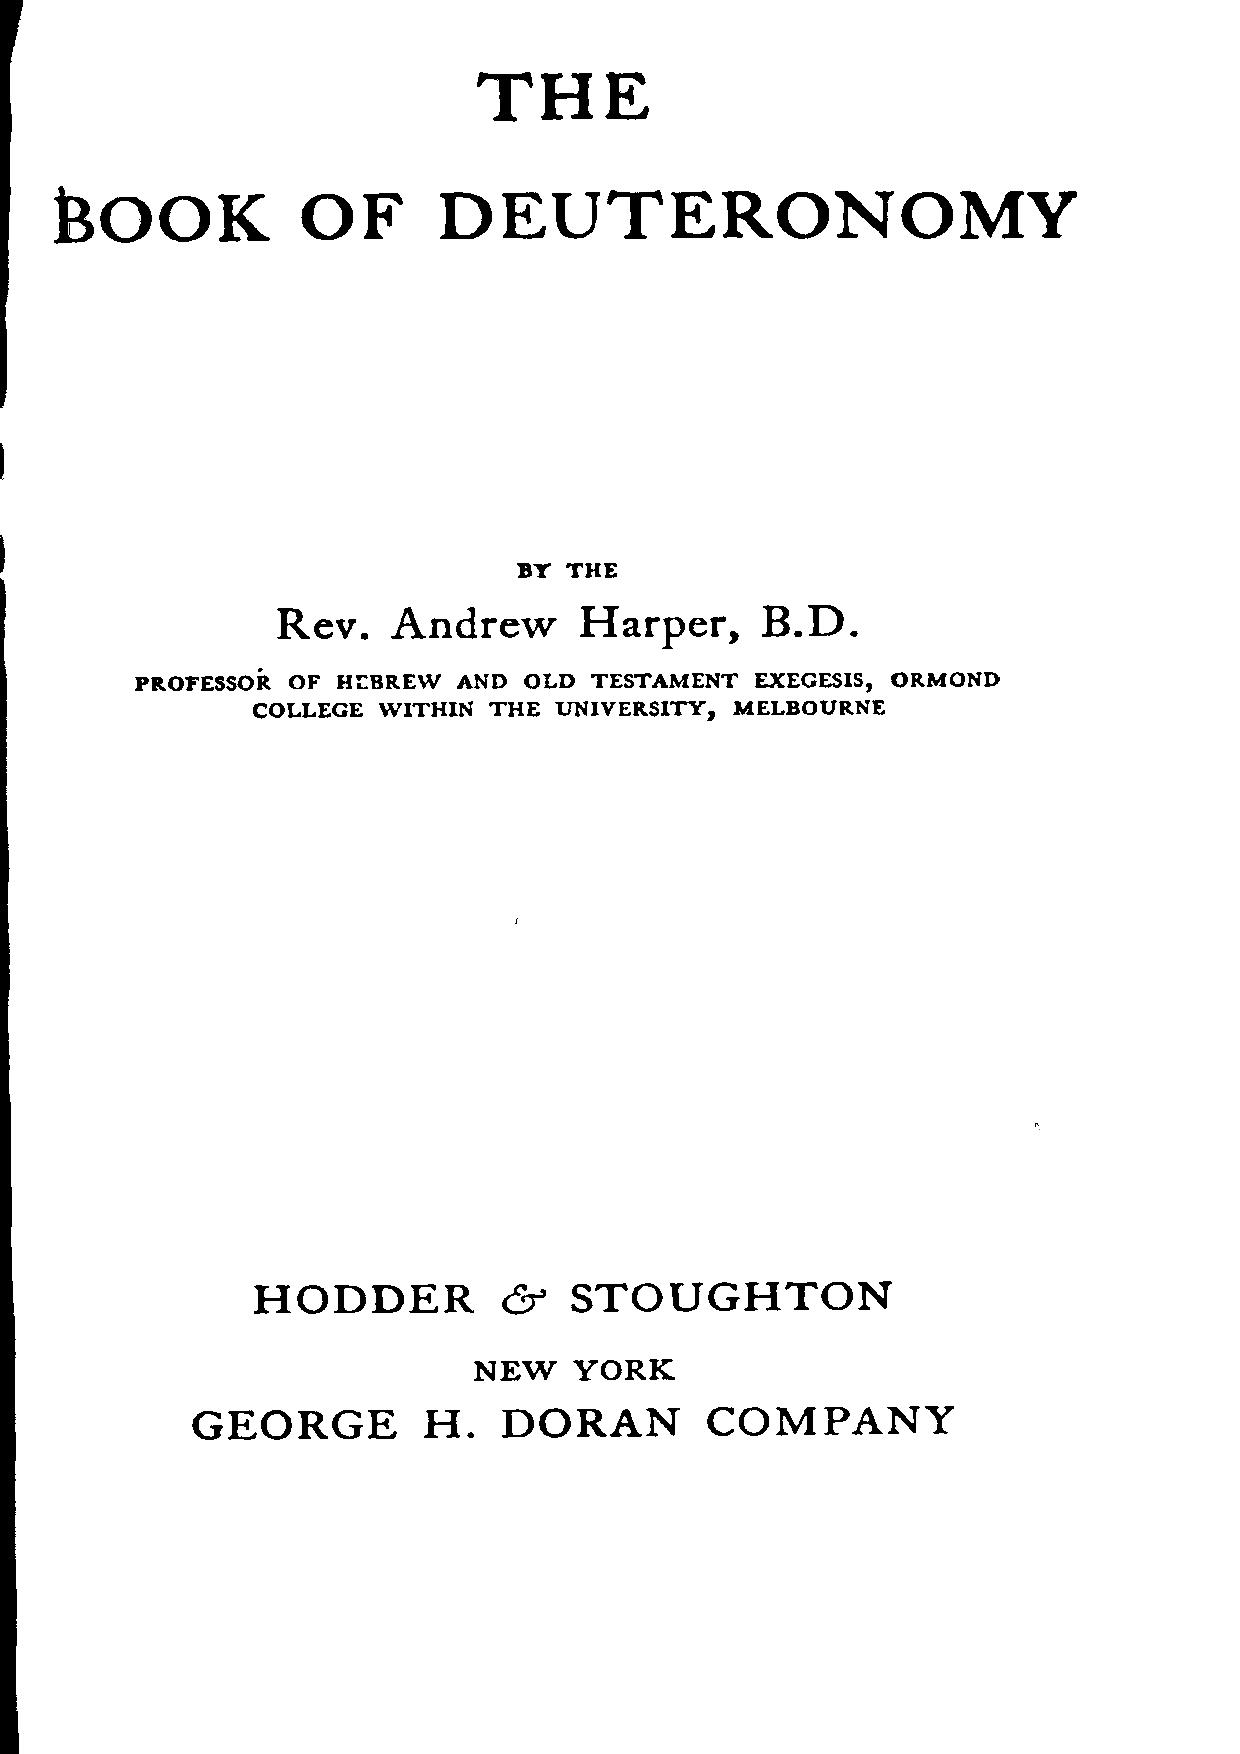 THE
BOOK OF DEUTERONOMY
BY THE
Rev. Andrew Harper, B.D.
PROFESSOR OF HEBREW AND OLD TESTAMENT EXEGESIS, ORMOND
COLLEGE WITHIN THE UNIVERSITY, MELBOURNE
HODDER & STOUGHTON
NEW YORK
GEORGE H. DORAN COMPANY